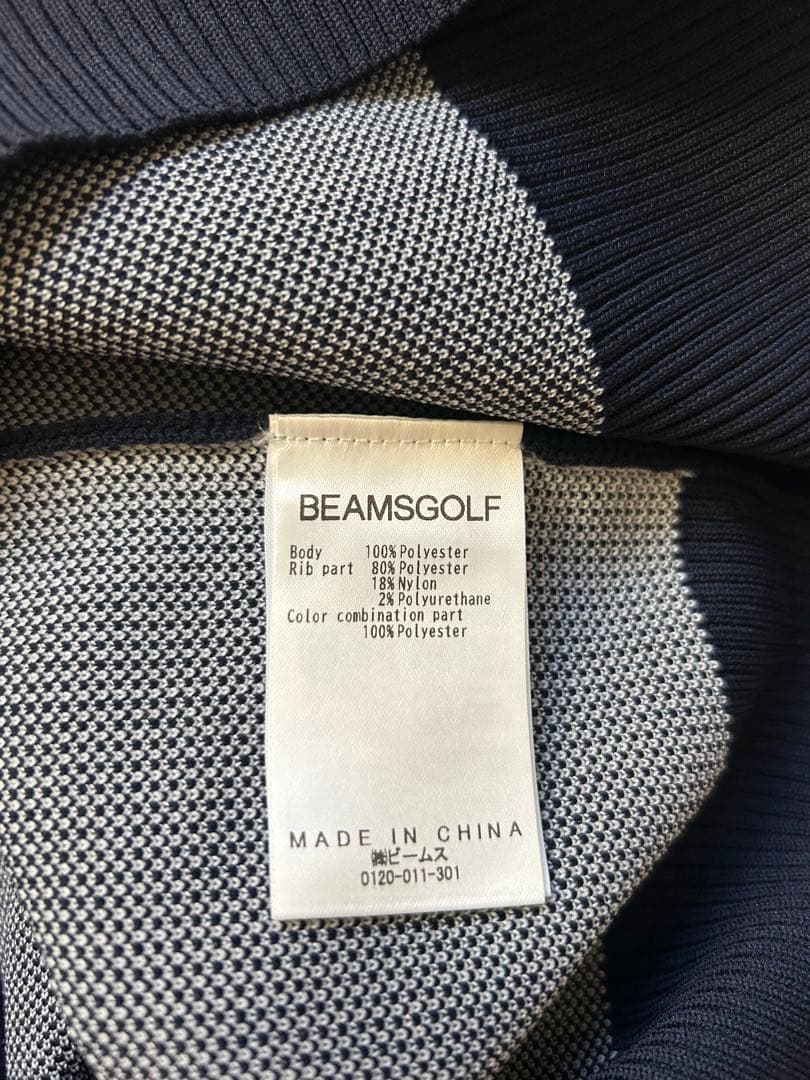 BEAMSGOLF
Body 100% Polyester
Rib part 80% Polyester
18% Nylon
2% Polyurethane
Color combination part
100% Polyester
MADE IN CHINA
㈱ビームス
0120-011-301